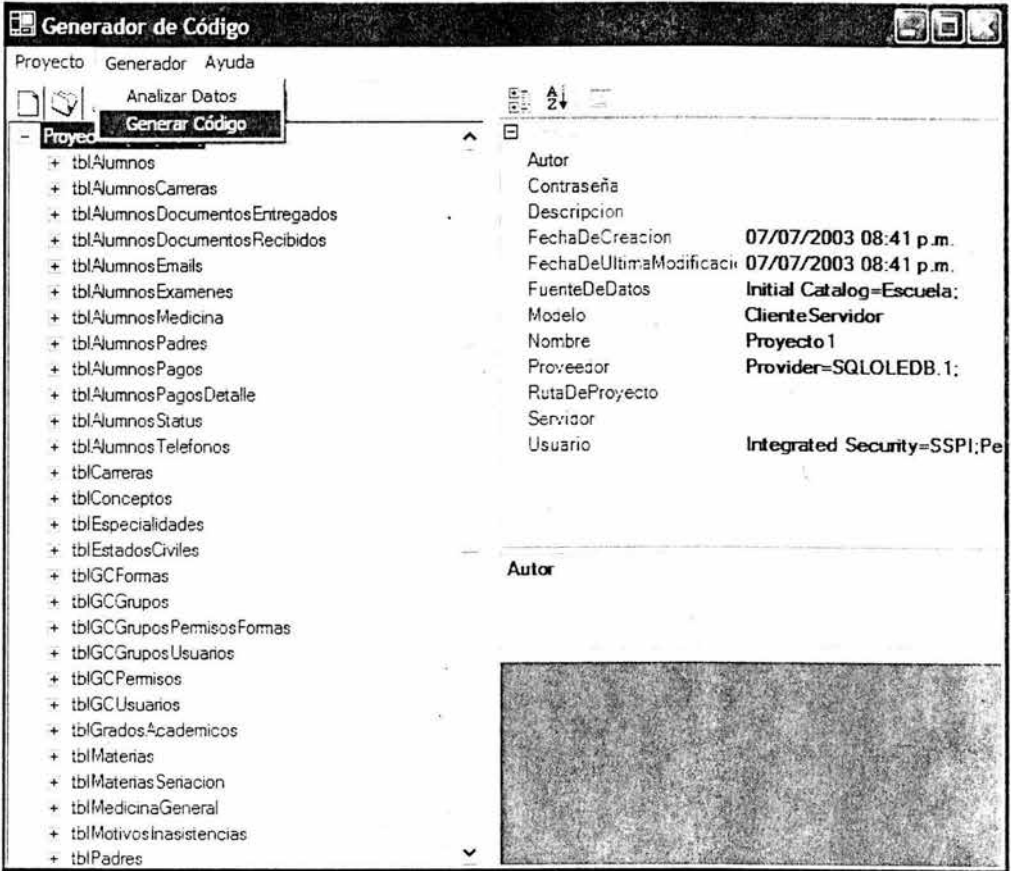 Generador de Código
Proyecto Generador Ayuda
Analizar Datos
Generar Código
tblAlumnos
tblAlumnosCarreras
tblAlumnosDocumentosEntregados
tblAlumnosDocumentosRecibidos
tblAlumnosEmails
tblAlumnosExamenes
tblAlumnosMedicina
tblAlumnosPadres
tblAlumnosPagos
tblAlumnosPagosDetalle
tblAlumnosStatus
tblAlumnosTelefonos
tblCarreras
tblConceptos
tblEspecialidades
tblEstadosCiviles
tblGCFormas
tblGCGrupos
tblGCGruposPermisosFormas
tblGCGruposUsuarios
tblGCPermisos
tblGCUsuarios
tblGradosAcademicos
tblMaterias
tblMateriasSeriacion
tblMedicinaGeneral
tblMotivosInasistencias
tblPadres
Autor
Contraseña
Descripcion
FechaDeCreacion 07/07/2003 08:41 p.m.
FechaDeUltimaModificaci 07/07/2003 08:41 p.m.
FuenteDeDatos Initial Catalog=Escuela;
Modelo ClienteServidor
Nombre Proyecto1
Proveedor Provider=SQLOLEDB.1;
RutaDeProyecto
Servidor
Usuario Integrated Security=SSPI;Pe
Autor